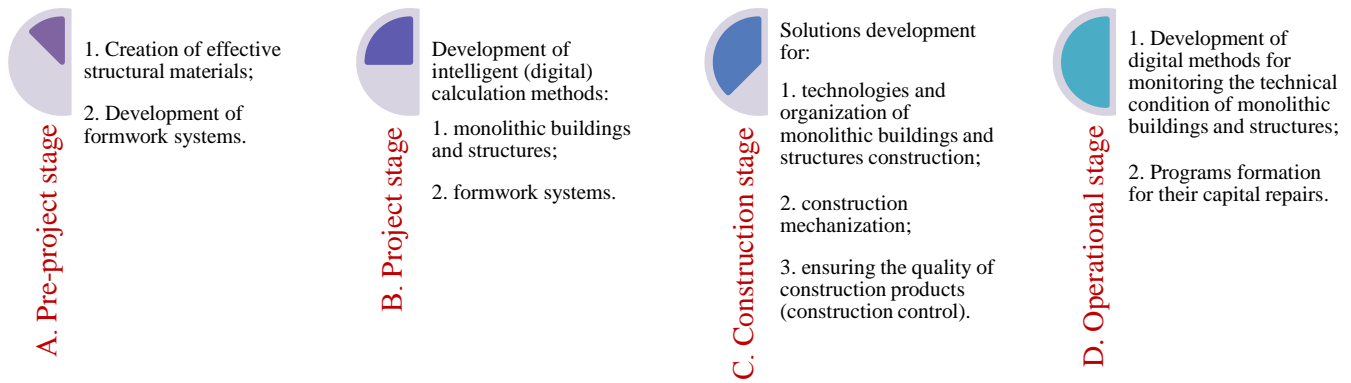 A. Pre-project stage
1. Creation of effective
structural materials;
2. Development of
formwork systems.
B. Project stage
Development of
intelligent (digital)
calculation methods:
1. monolithic buildings
and structures;
2. formwork systems.
C. Construction stage
Solutions development
for:
1. technologies and
organization of
monolithic buildings and
structures construction;
2. construction
mechanization;
3. ensuring the quality of
construction products
(construction control).
D. Operational stage
1. Development of
digital methods for
monitoring the technical
condition of monolithic
buildings and structures;
2. Programs formation
for their capital repairs.